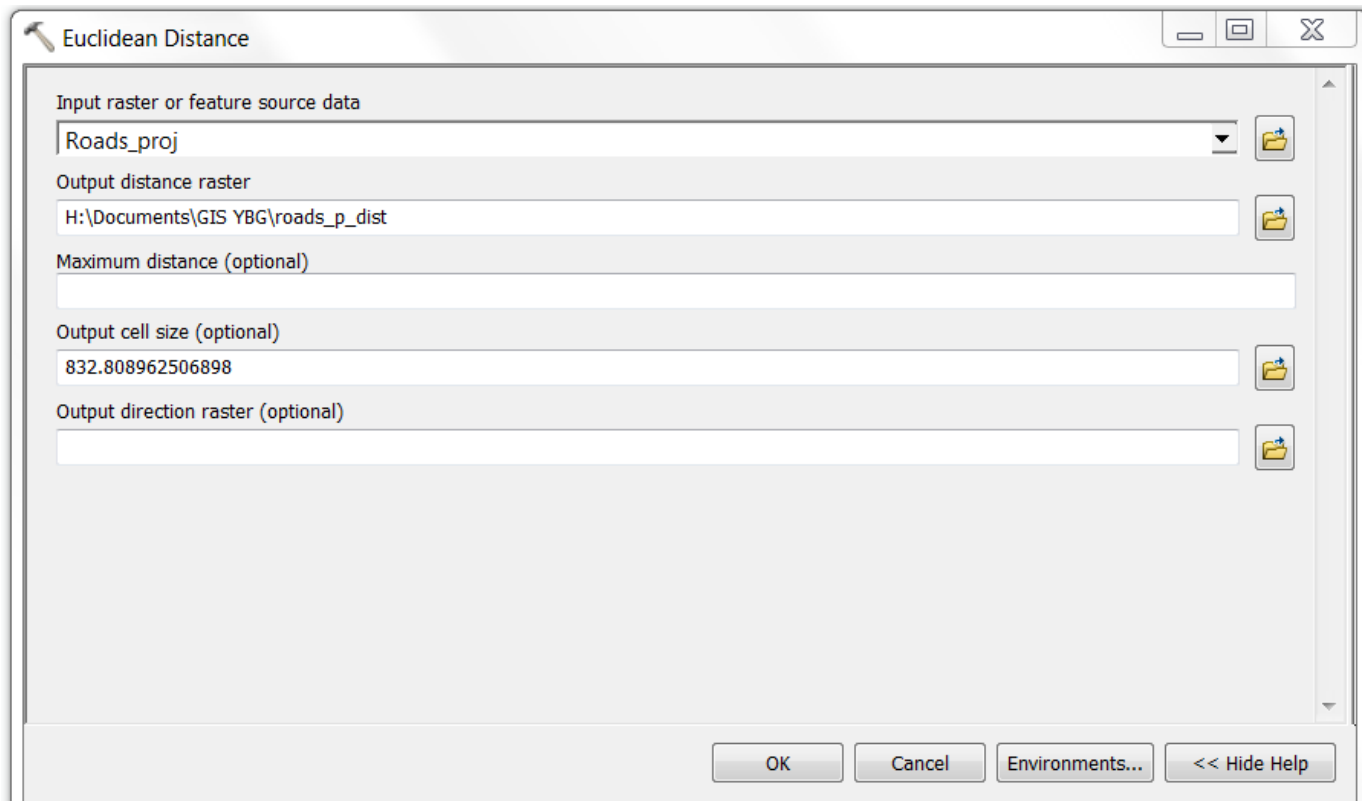 Euclidean Distance
Input raster or feature source data
Roads_proj
Output distance raster
H:\Documents\GIS YBG\roads_p_dist
Maximum distance (optional)
Output cell size (optional)
832.808962506898
Output direction raster (optional)
OK Cancel Environments... << Hide Help